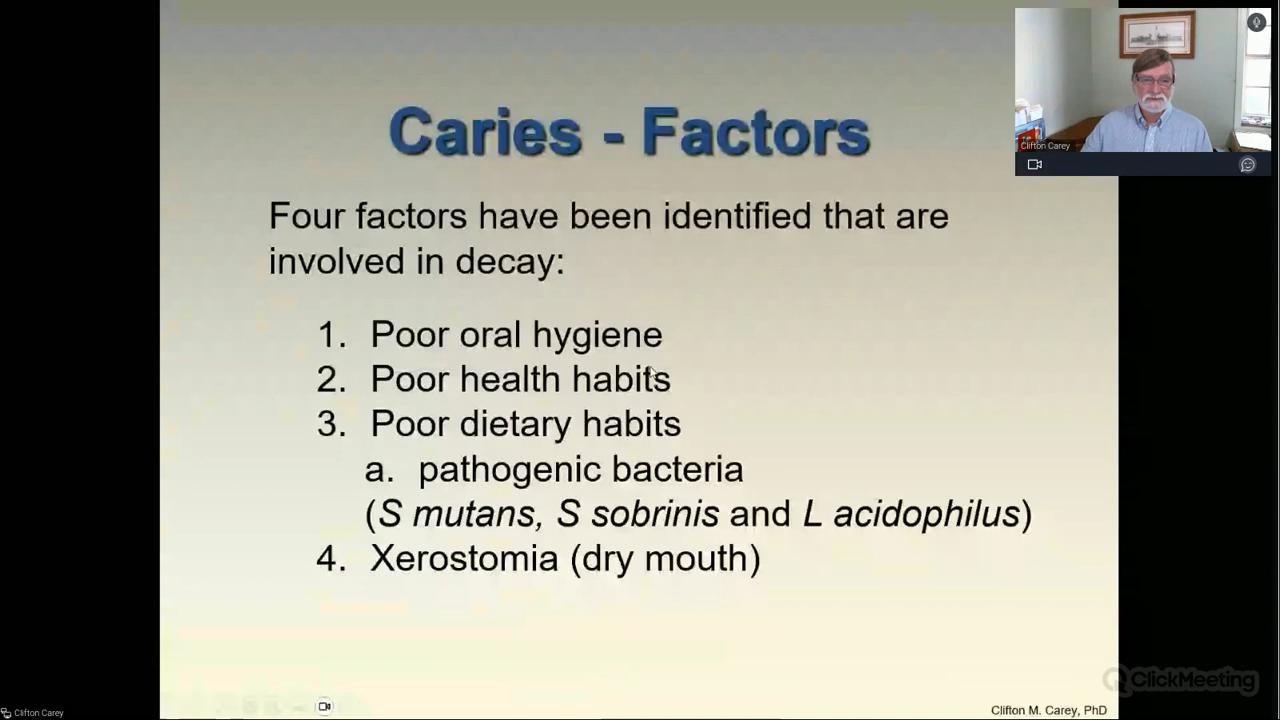 Caries - Factors
Four factors have been identified that are
involved in decay:
1. Poor oral hygiene
2. Poor health habits
3. Poor dietary habits
a. pathogenic bacteria
(S mutans, S sobrinis and L acidophilus)
4. Xerostomia (dry mouth)
Clifton Carey
ClickMeeting
Clifton Carey
Clifton M. Carey, PhD